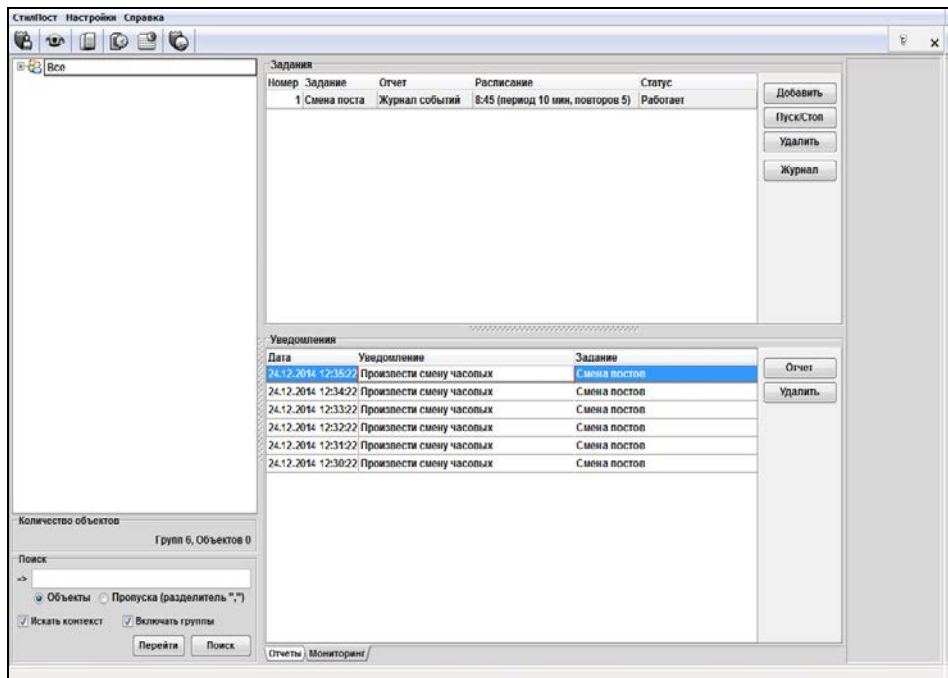 СтилПост Настройки Справка
Все
Задания
Номер Задание Отчет Расписание Статус
1 Смена поста Журнал событий 8:45 (период 10 мин, повторов 5) Работает
Добавить
Пуск/Стоп
Удалить
Журнал
Уведомления
Дата Уведомление Задание
24.12.2014 12:35:22 Произвести смену часовых Смена постов
24.12.2014 12:34:22 Произвести смену часовых Смена постов
24.12.2014 12:33:22 Произвести смену часовых Смена постов
24.12.2014 12:32:22 Произвести смену часовых Смена постов
24.12.2014 12:31:22 Произвести смену часовых Смена постов
24.12.2014 12:30:22 Произвести смену часовых Смена постов
Отчет
Удалить
Количество объектов
Групп 6, Объектов 0
Поиск
->
Объекты Пропуска (разделитель ",")
Искать контекст Включать группы
Перейти Поиск
Отчеты Мониторинг